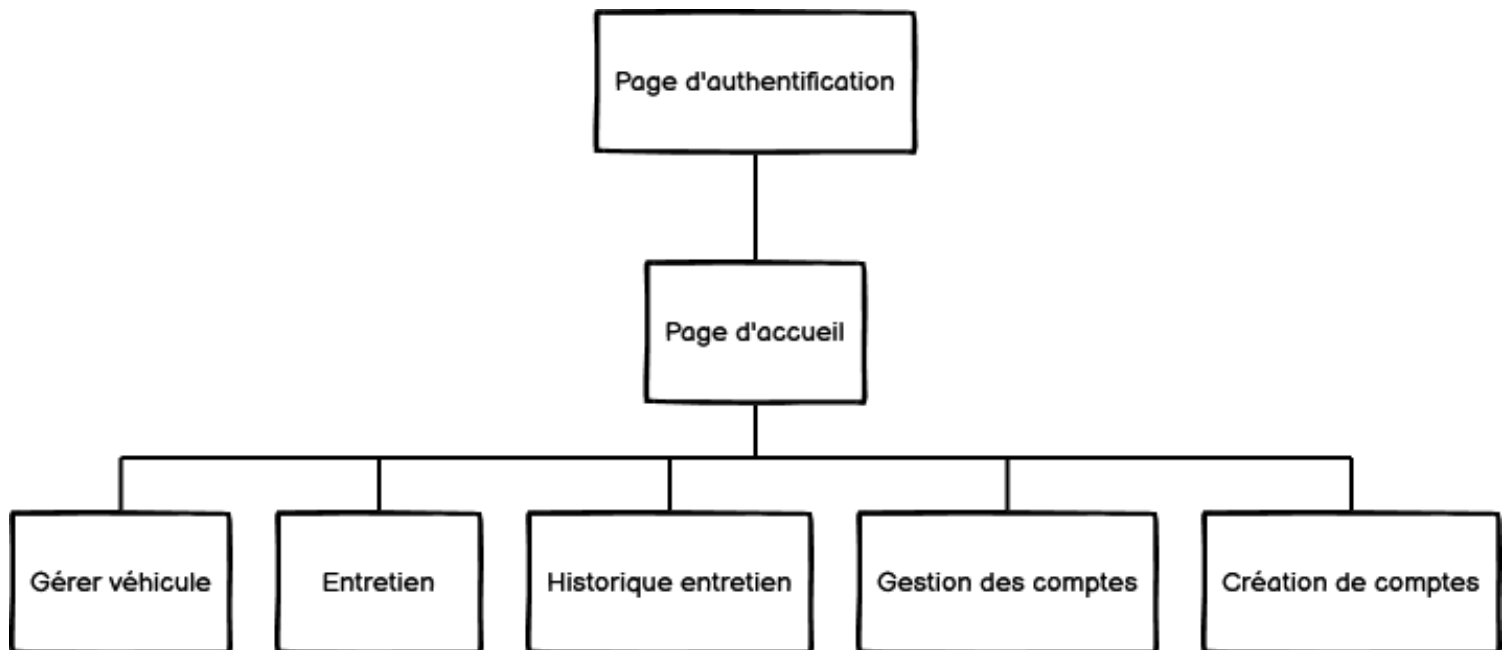 Page d'authentification
Page d'accueil
Gérer véhicule
Entretien
Historique entretien
Gestion des comptes
Création de comptes